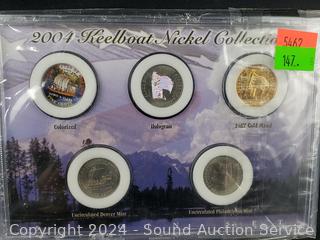 2004 Keelboat Nickel Collection
5462
147.
Colorized
Hologram
24KT Gold Plated
Uncirculated Denver Mint
Uncirculated Philadelphia Mint
Copyright 2024 - Sound Auction Service